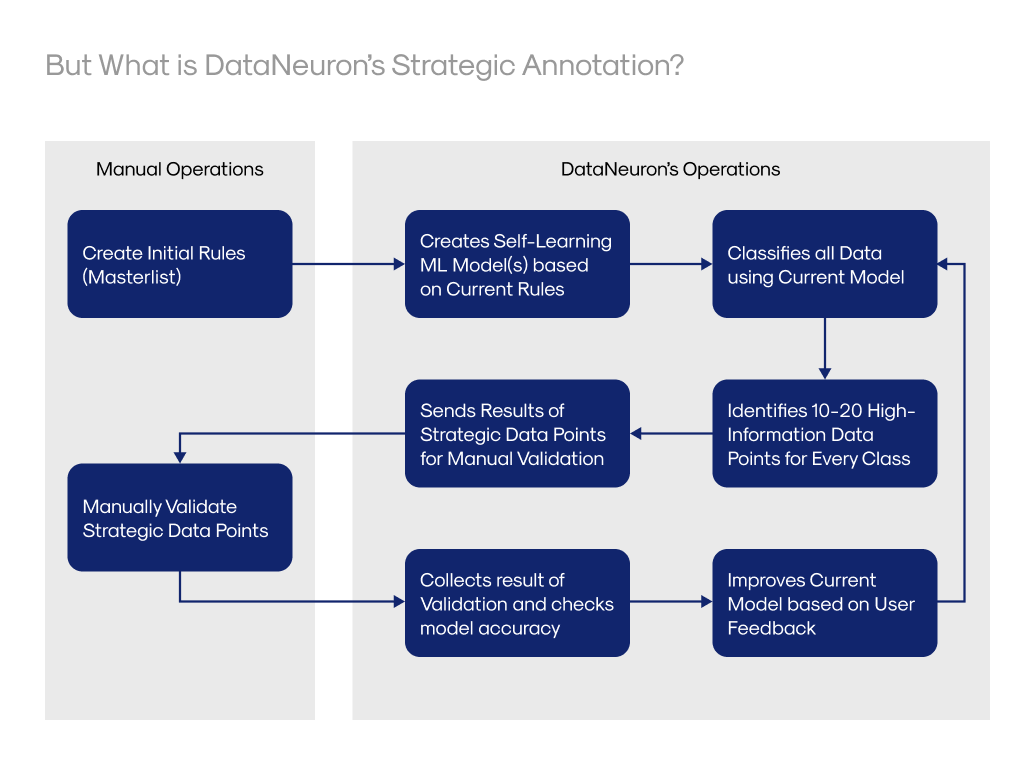 But What is DataNeuron’s Strategic Annotation?
Manual Operations
DataNeuron’s Operations
Create Initial Rules
(Masterlist)
Creates Self-Learning
ML Model(s) based
on Current Rules
Classifies all Data
using Current Model
Sends Results of
Strategic Data Points
for Manual Validation
Identifies 10-20 High-
Information Data
Points for Every Class
Manually Validate
Strategic Data Points
Collects result of
Validation and checks
model accuracy
Improves Current
Model based on User
Feedback